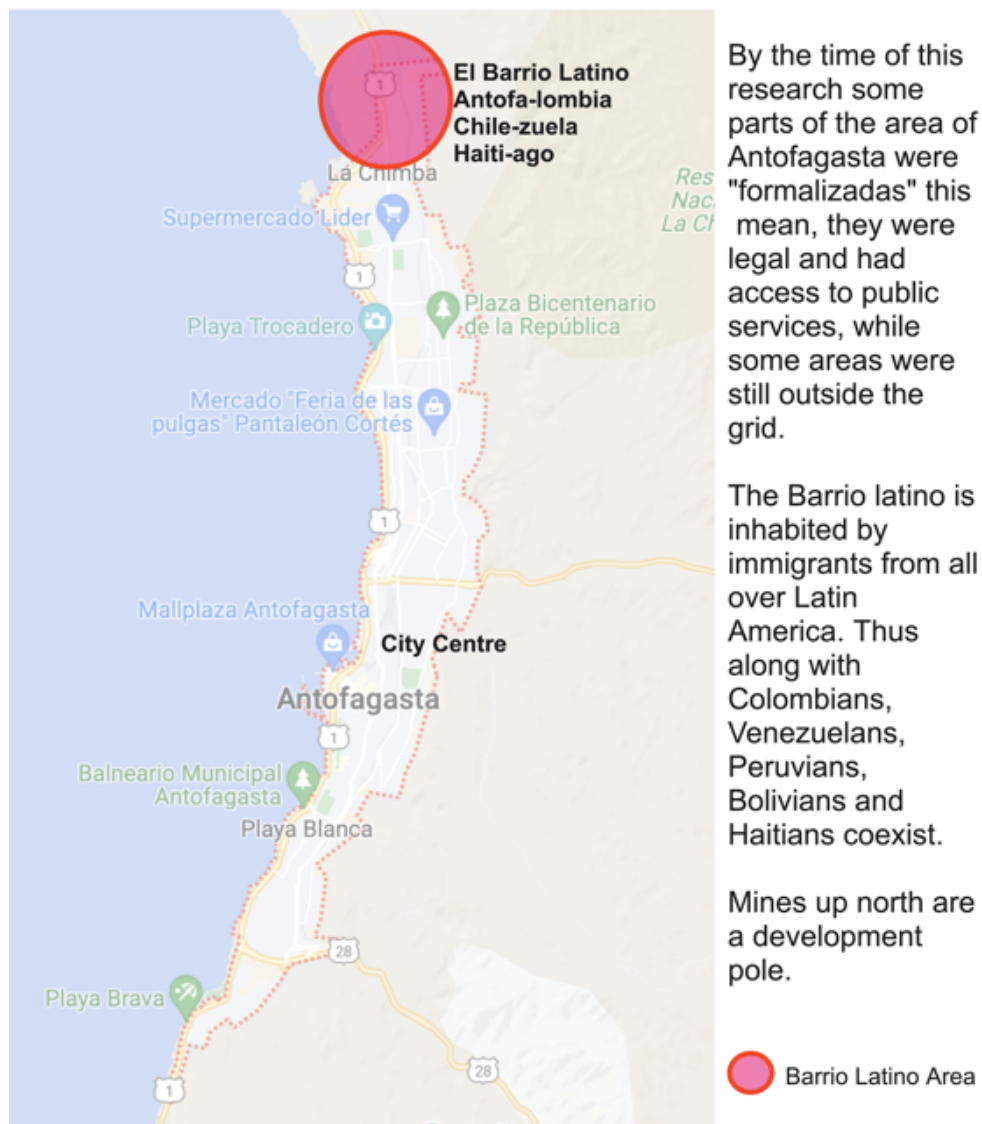 El Barrio Latino
Antofa-lombia
Chile-zuela
Haiti-ago
1
La Chimba
Res
Nac
La Ch
Supermercado Lider
1
Plaza Bicentenario
de la República
Playa Trocadero
Mercado "Feria de las
pulgas" Pantaleón Cortés
1
Mallplaza Antofagasta
City Centre
Antofagasta
1
Balneario Municipal
Antofagasta
Playa Blanca
28
Playa Brava
28
1
By the time of this
research some
parts of the area of
Antofagasta were
"formalizadas" this
mean, they were
legal and had
access to public
services, while
some areas were
still outside the
grid.
The Barrio latino is
inhabited by
immigrants from all
over Latin
America. Thus
along with
Colombians,
Venezuelans,
Peruvians,
Bolivians and
Haitians coexist.
Mines up north are
a development
pole.
Barrio Latino Area